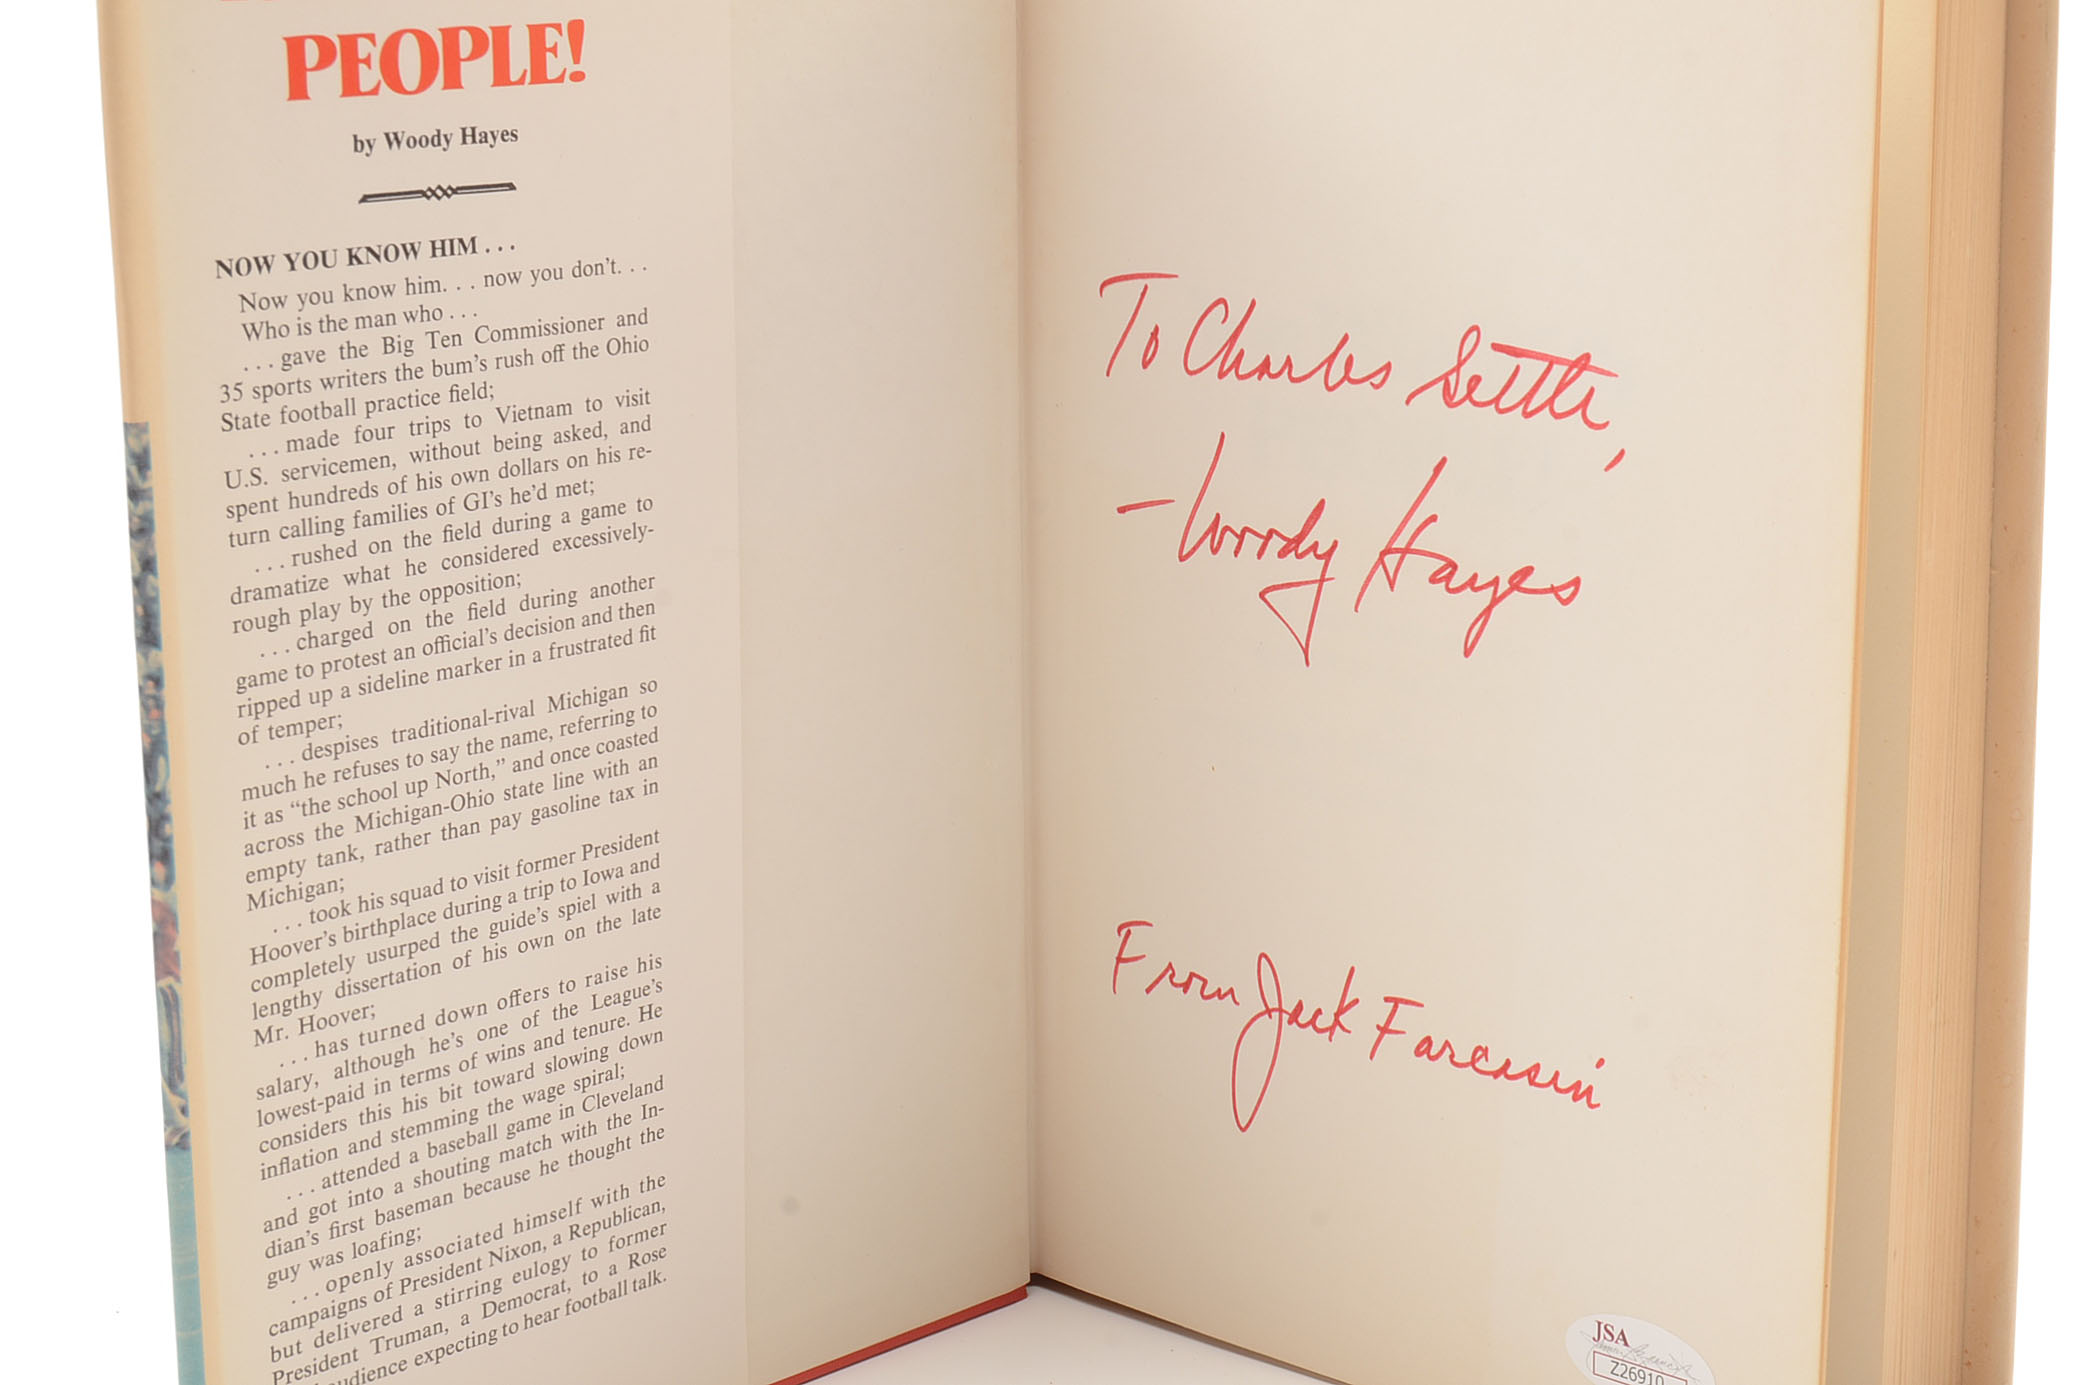 PEOPLE!
by Woody Hayes
NOW YOU KNOW HIM . . .
Now you know him. . . now you don't. . .
Who is the man who . . .
. . . gave the Big Ten Commissioner and
35 sports writers the bum's rush off the Ohio
State football practice field;
. . . made four trips to Vietnam to visit
U.S. servicemen, without being asked, and
spent hundreds of his own dollars on his re-
turn calling families of GI's he'd met;
. . . rushed on the field during a game to
dramatize what he considered excessively-
rough play by the opposition;
. . . charged on the field during another
game to protest an official's decision and then
ripped up a sideline marker in a frustrated fit
of temper;
. . . despises traditional-rival Michigan so
much he refuses to say the name, referring to
it as “the school up North,” and once coasted
across the Michigan-Ohio state line with an
empty tank, rather than pay gasoline tax in
Michigan;
. . . took his squad to visit former President
Hoover's birthplace during a trip to Iowa and
completely usurped the guide's spiel with a
lengthy dissertation of his own on the late
Mr. Hoover;
. . . has turned down offers to raise his
salary, although he's one of the League's
lowest-paid in terms of wins and tenure. He
considers this his bit toward slowing down
inflation and stemming the wage spiral;
. . . attended a baseball game in Cleveland
and got into a shouting match with the In-
dian's first baseman because he thought the
guy was loafing;
. . . openly associated himself with the
campaigns of President Nixon, a Republican,
but delivered a stirring eulogy to former
President Truman, a Democrat, to a Rose
audience expecting to hear football talk.
To Charles Settle,
- Woody Hayes
From Jack
JSA
Z26910